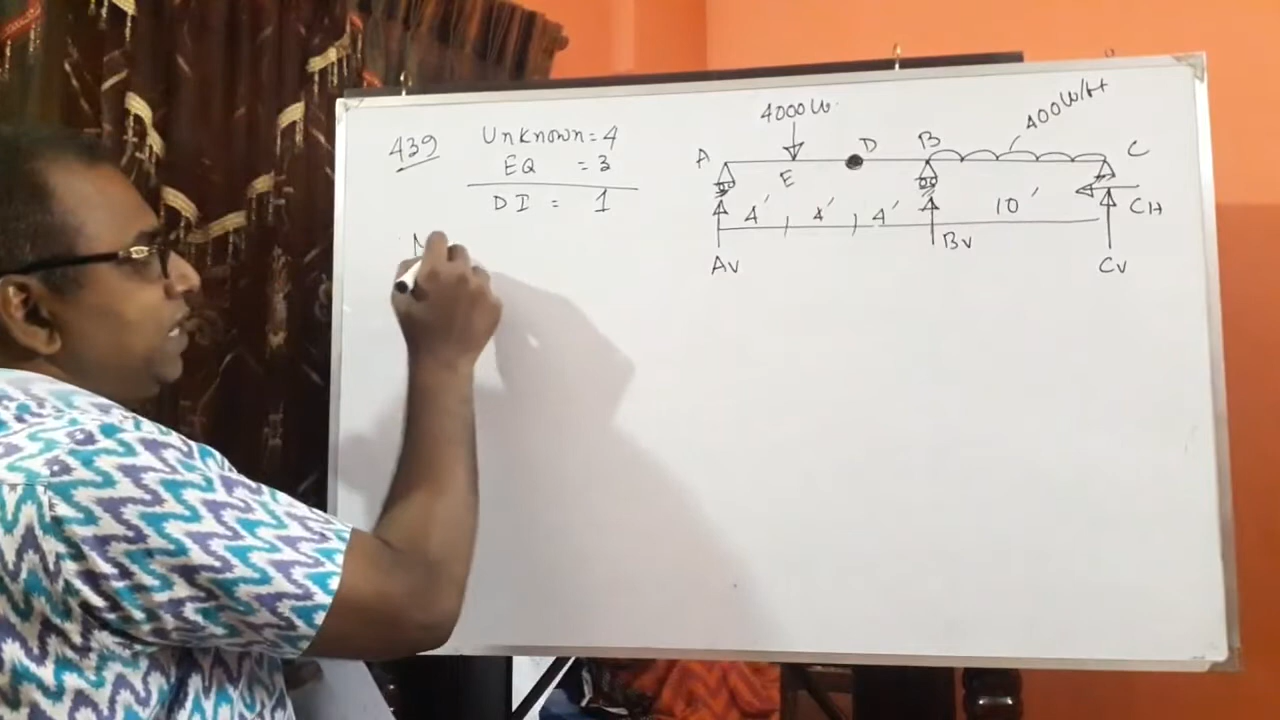 439
Unknown = 4
EQ = 3
DI = 1
4000 lb
400 lb/ft
A
E
D
B
C
4' 4' 4' 10'
CH
Av
Bv
Cv